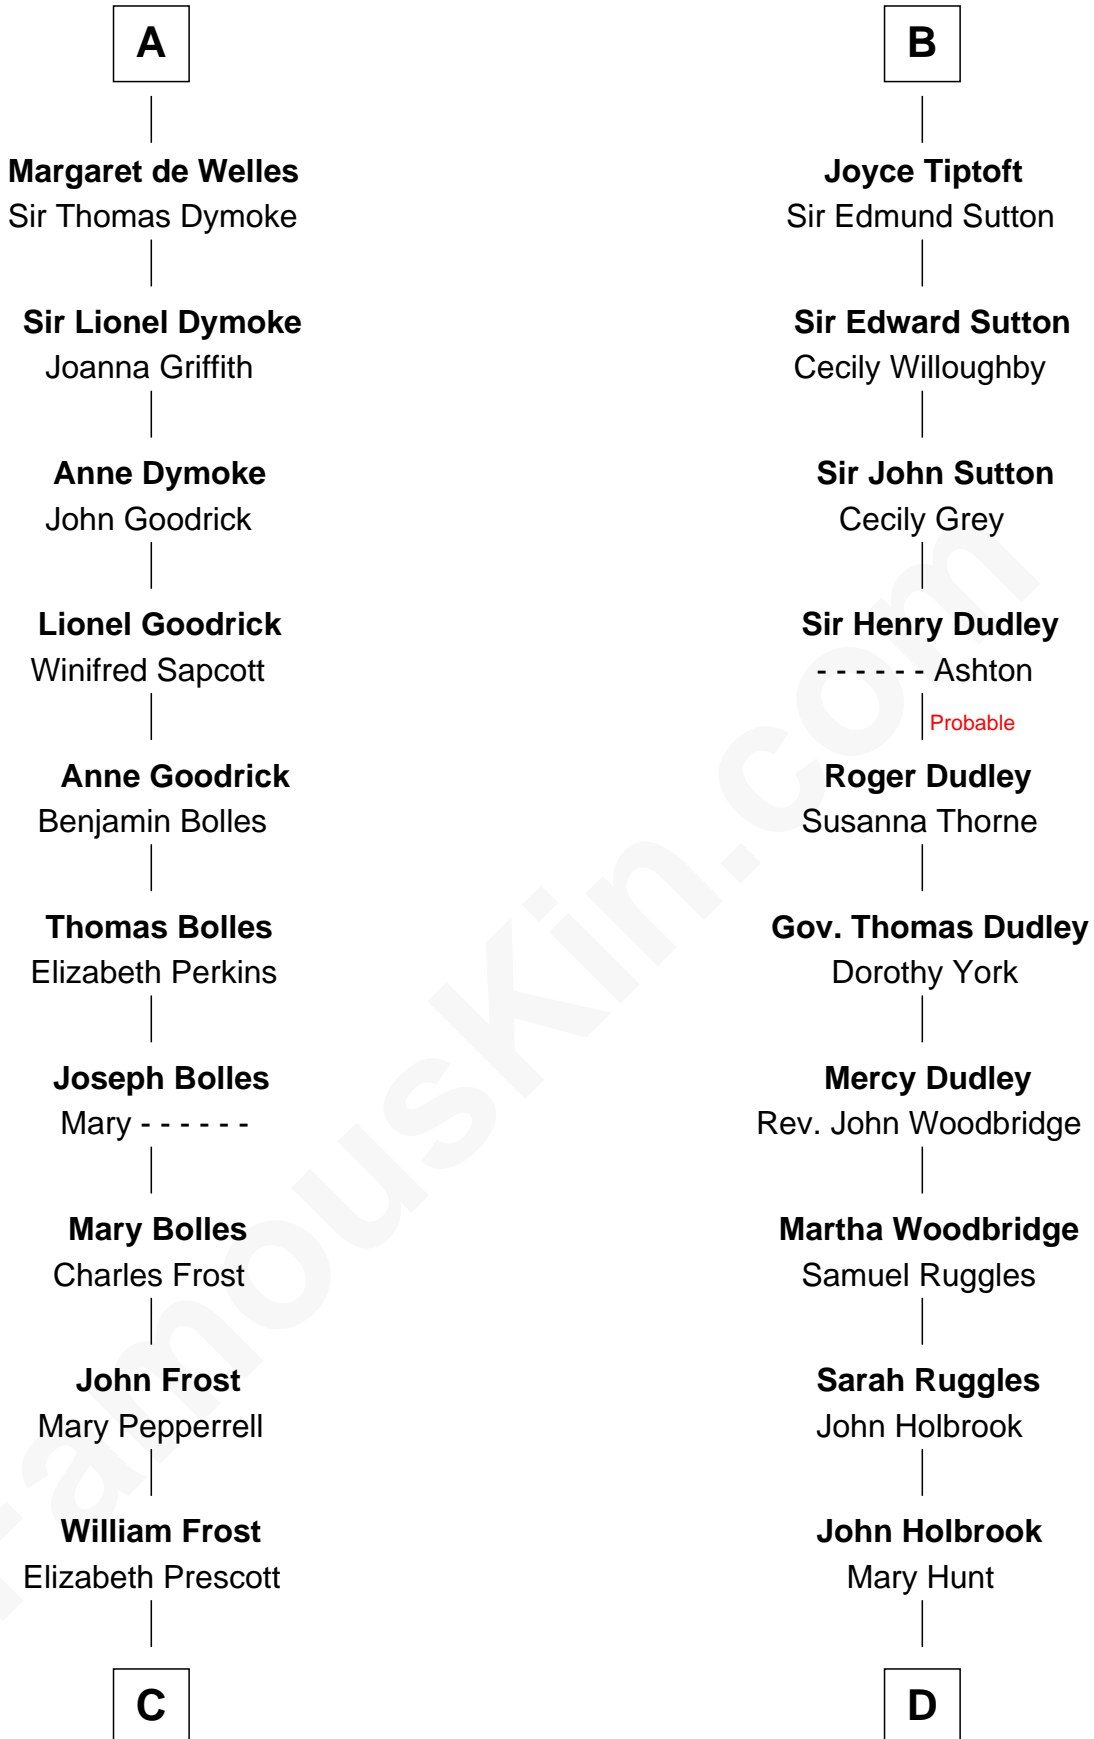 A
Margaret de Welles
Sir Thomas Dymoke
Sir Lionel Dymoke
Joanna Griffith
Anne Dymoke
John Goodrick
Lionel Goodrick
Winifred Sapcott
Anne Goodrick
Benjamin Bolles
Thomas Bolles
Elizabeth Perkins
Joseph Bolles
Mary - - - - - -
Mary Bolles
Charles Frost
John Frost
Mary Pepperrell
William Frost
Elizabeth Prescott
C
B
Joyce Tiptoft
Sir Edmund Sutton
Sir Edward Sutton
Cecily Willoughby
Sir John Sutton
Cecily Grey
Sir Henry Dudley
- - - - - - Ashton
Probable
Roger Dudley
Susanna Thorne
Gov. Thomas Dudley
Dorothy York
Mercy Dudley
Rev. John Woodbridge
Martha Woodbridge
Samuel Ruggles
Sarah Ruggles
John Holbrook
John Holbrook
Mary Hunt
D
FamousKin.com